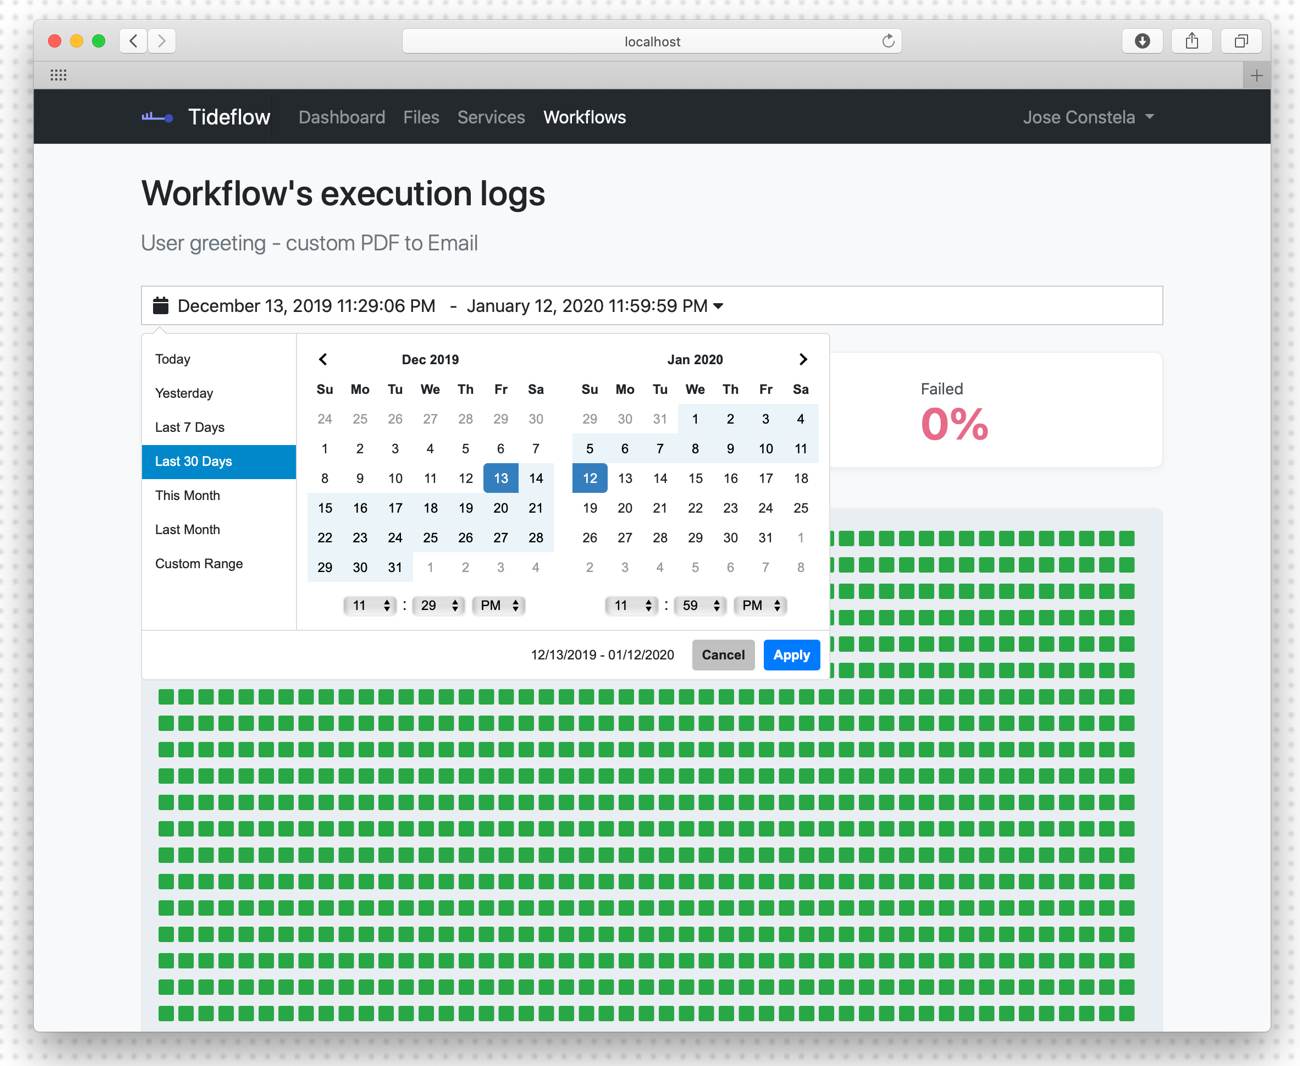 localhost
Tideflow Dashboard Files Services Workflows Jose Constela
Workflow's execution logs
User greeting - custom PDF to Email
December 13, 2019 11:29:06 PM - January 12, 2020 11:59:59 PM
Today
Yesterday
Last 7 Days
Last 30 Days
This Month
Last Month
Custom Range
Dec 2019
Su Mo Tu We Th Fr Sa
24 25 26 27 28 29 30
1 2 3 4 5 6 7
8 9 10 11 12 13 14
15 16 17 18 19 20 21
22 23 24 25 26 27 28
29 30 31 1 2 3 4
11 : 29 PM
Jan 2020
Su Mo Tu We Th Fr Sa
29 30 31 1 2 3 4
5 6 7 8 9 10 11
12 13 14 15 16 17 18
19 20 21 22 23 24 25
26 27 28 29 30 31 1
2 3 4 5 6 7 8
11 : 59 PM
12/13/2019 - 01/12/2020 Cancel Apply
Failed
0%